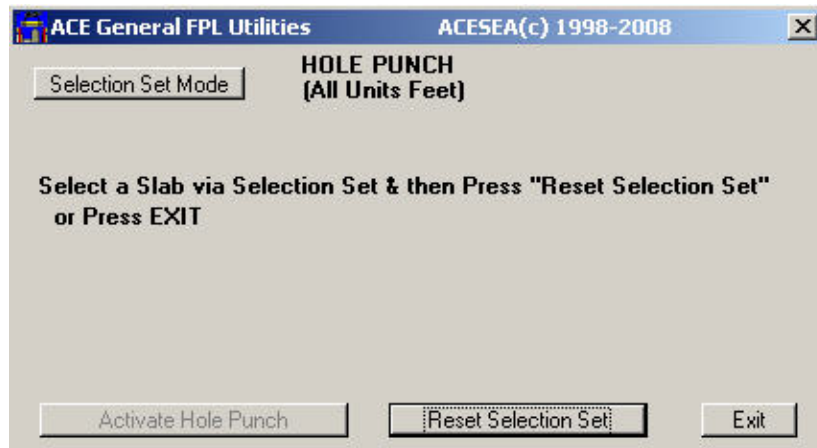 ACE General FPL Utilities ACESEA(c) 1998-2008
Selection Set Mode
HOLE PUNCH
(All Units Feet)
Select a Slab via Selection Set & then Press "Reset Selection Set"
or Press EXIT
Activate Hole Punch Reset Selection Set Exit